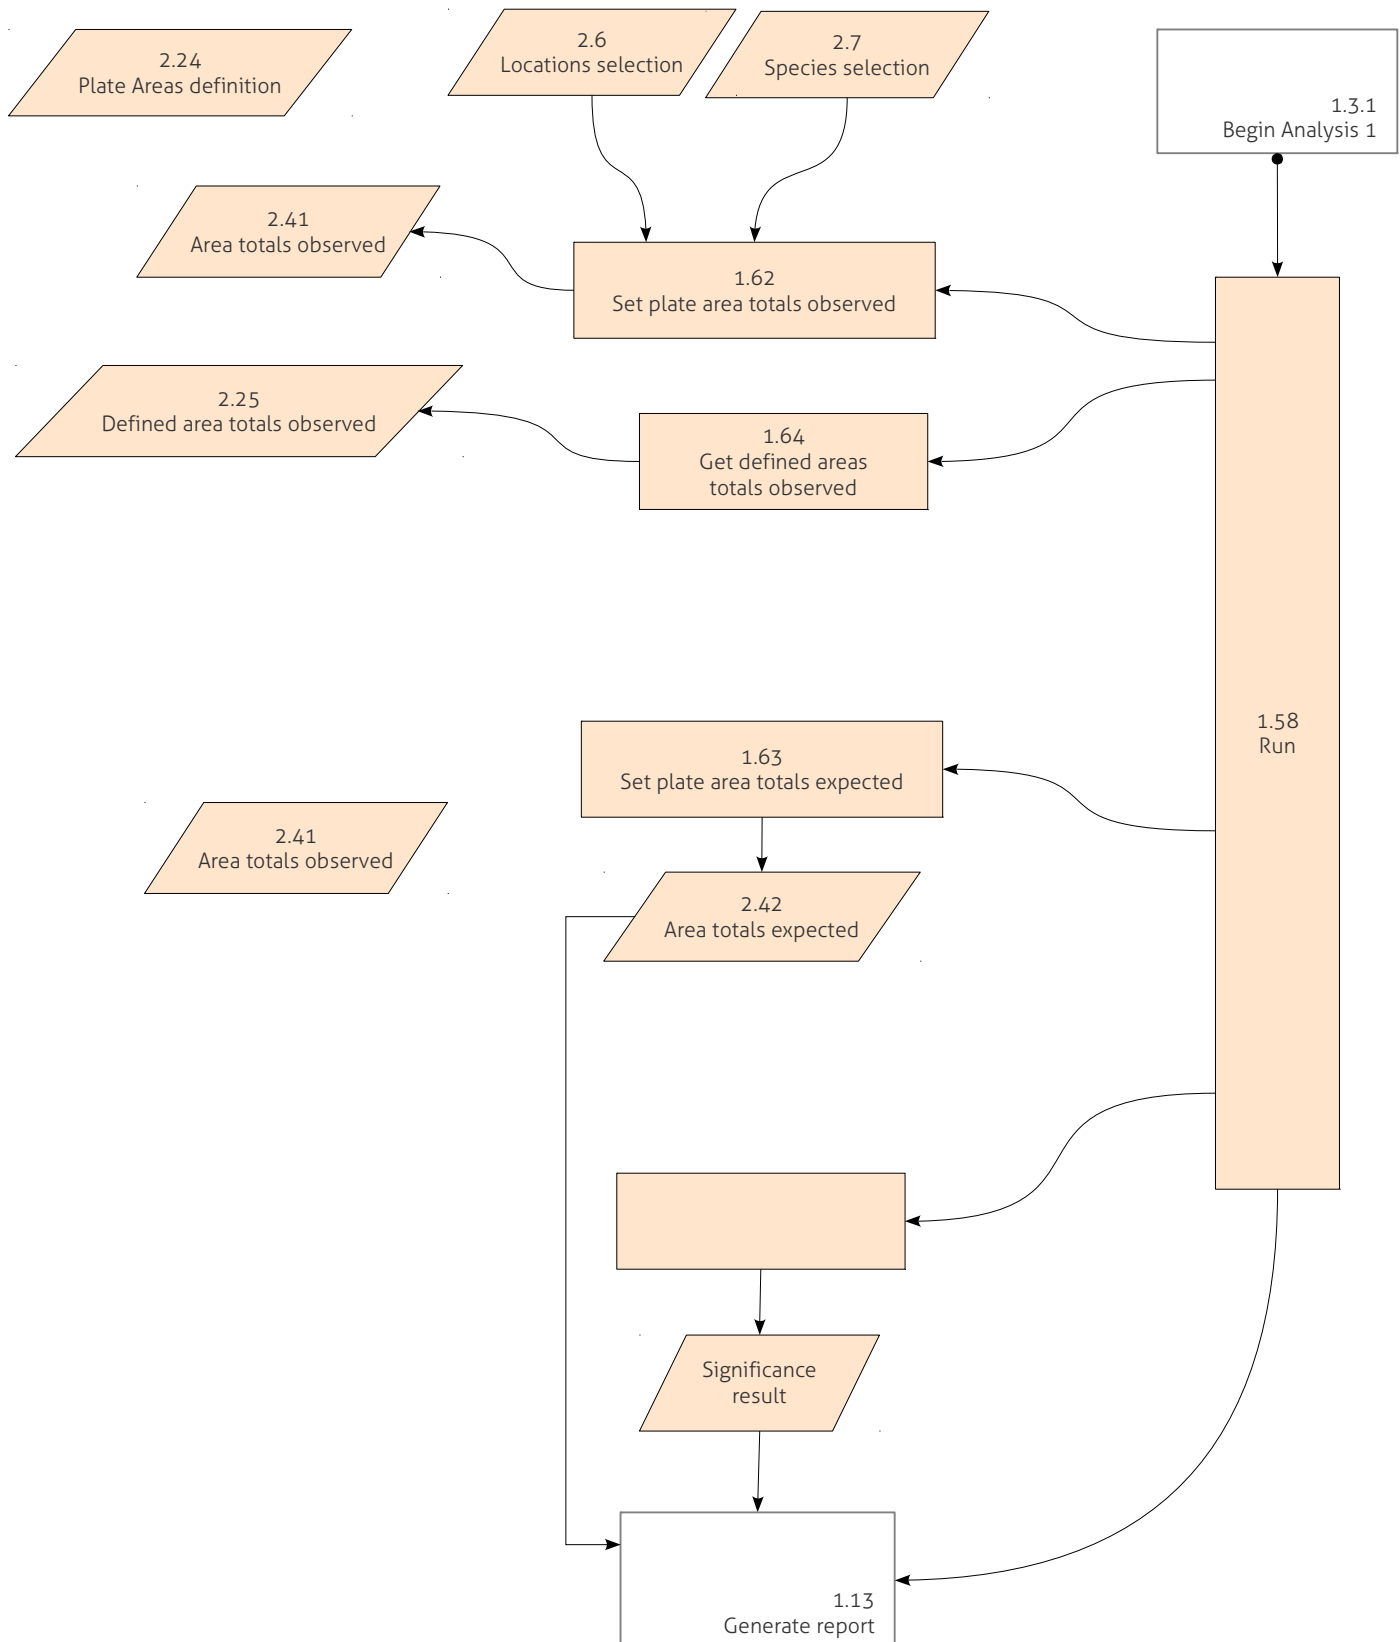 2.24
Plate Areas definition
2.6
Locations selection
2.7
Species selection
1.3.1
Begin Analysis 1
2.41
Area totals observed
1.62
Set plate area totals observed
2.25
Defined area totals observed
1.64
Get defined areas
totals observed
1.58
Run
1.63
Set plate area totals expected
2.41
Area totals observed
2.42
Area totals expected
Significance
result
1.13
Generate report